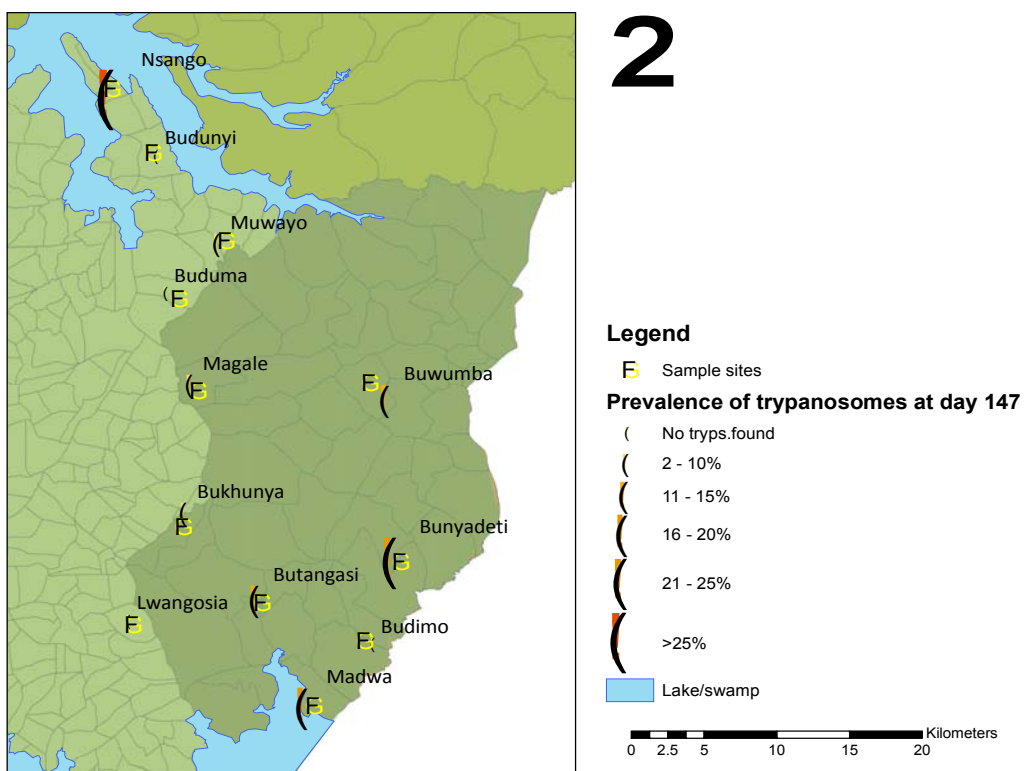 2
Nsango
Budunyi
Muwayo
Buduma
Magale
Buwumba
Bukhunya
Bunyadeti
Butangasi
Lwangosia
Budimo
Madwa
Legend
Sample sites
Prevalence of trypanosomes at day 147
No tryps.found
2 - 10%
11 - 15%
16 - 20%
21 - 25%
>25%
Lake/swamp
Kilometers
0 2.5 5 10 15 20